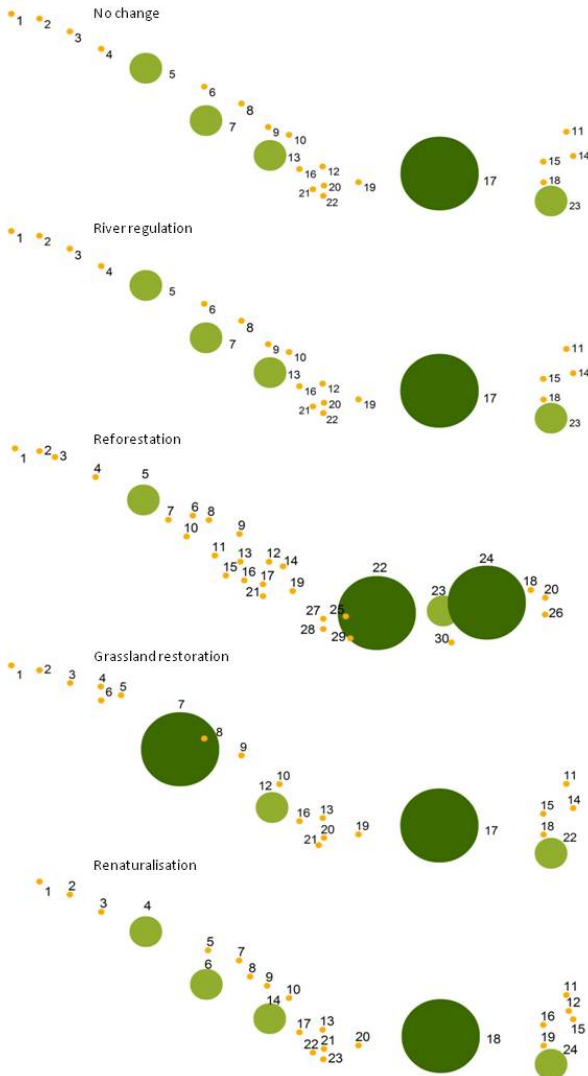 No change
1 2 3 4 5 6 7 8 9 10 11 12 13 14 15 16 17 18 19 20 21 22 23
River regulation
1 2 3 4 5 6 7 8 9 10 11 12 13 14 15 16 17 18 19 20 21 22 23
Reforestation
1 2 3 4 5 6 7 8 9 10 11 12 13 14 15 16 17 18 19 20 21 22 23 24 25 26 27 28 29 30
Grassland restoration
1 2 3 4 5 6 7 8 9 10 11 12 13 14 15 16 17 18 19 20 21 22
Renaturalisation
1 2 3 4 5 6 7 8 9 10 11 12 13 14 15 16 17 18 19 20 21 22 23 24